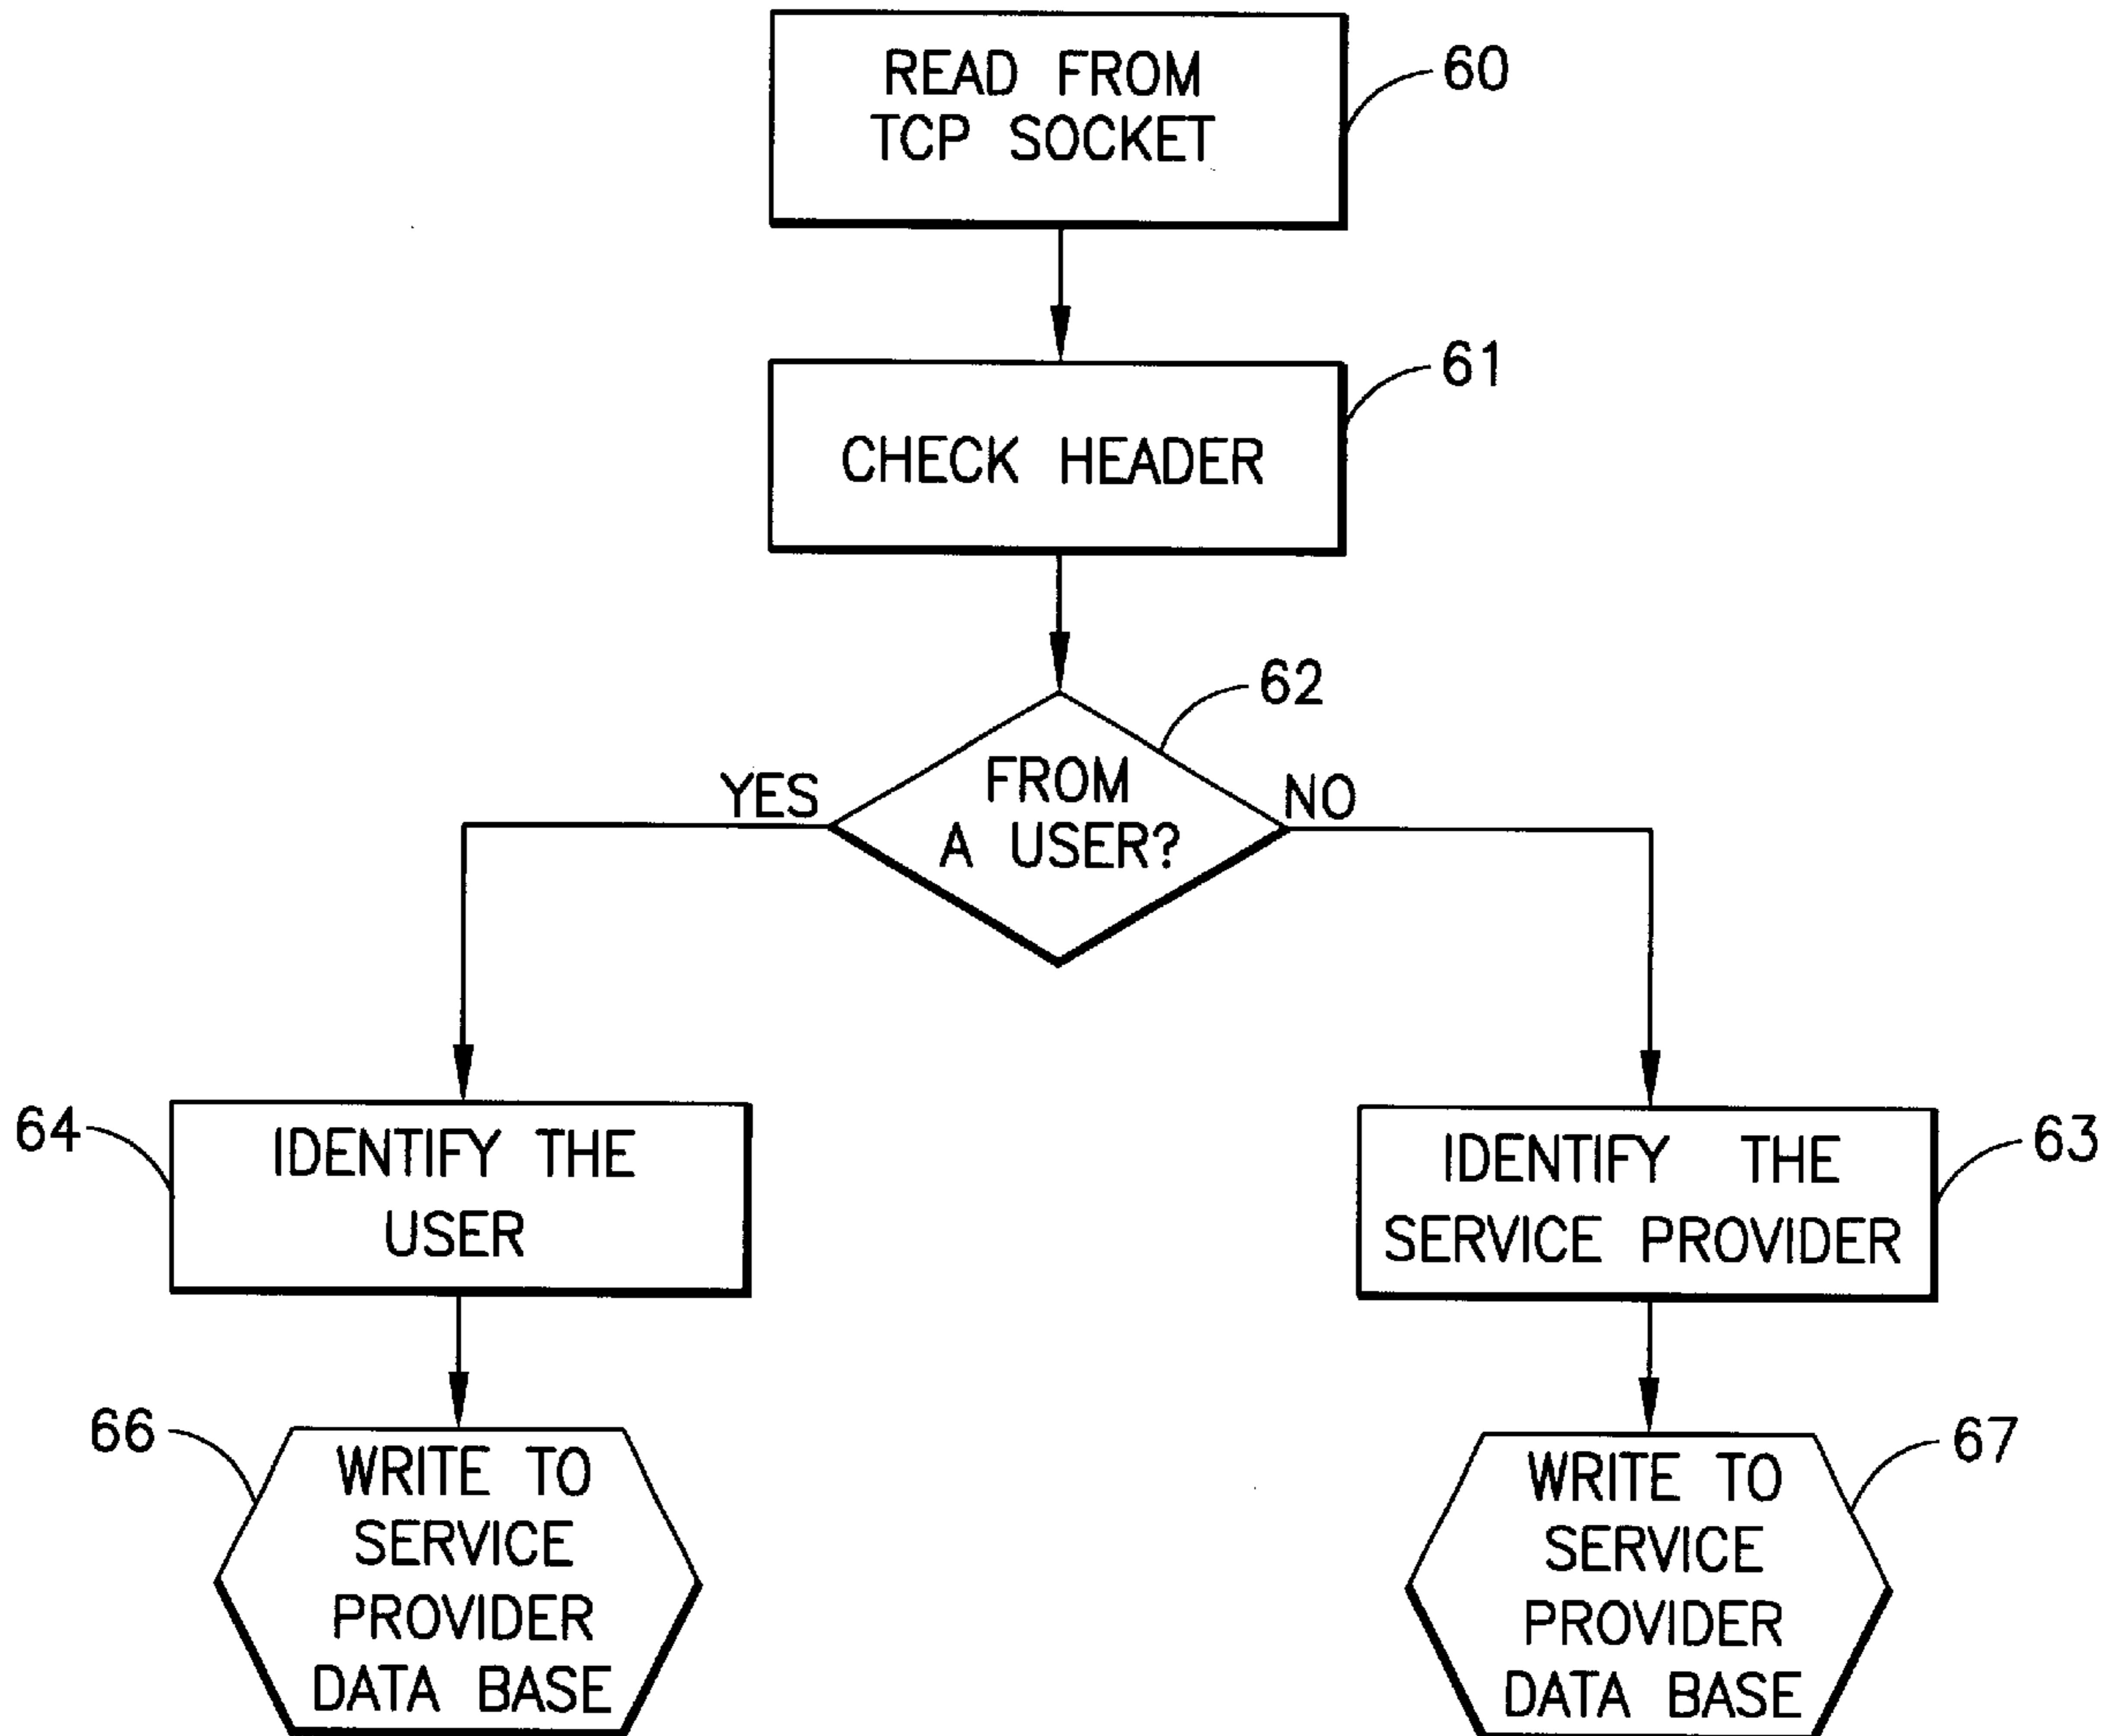 READ FROM
TCP SOCKET
60
CHECK HEADER
61
62
FROM
A USER?
YES
NO
64
IDENTIFY THE
USER
IDENTIFY THE
SERVICE PROVIDER
63
66
WRITE TO
SERVICE
PROVIDER
DATA BASE
WRITE TO
SERVICE
PROVIDER
DATA BASE
67